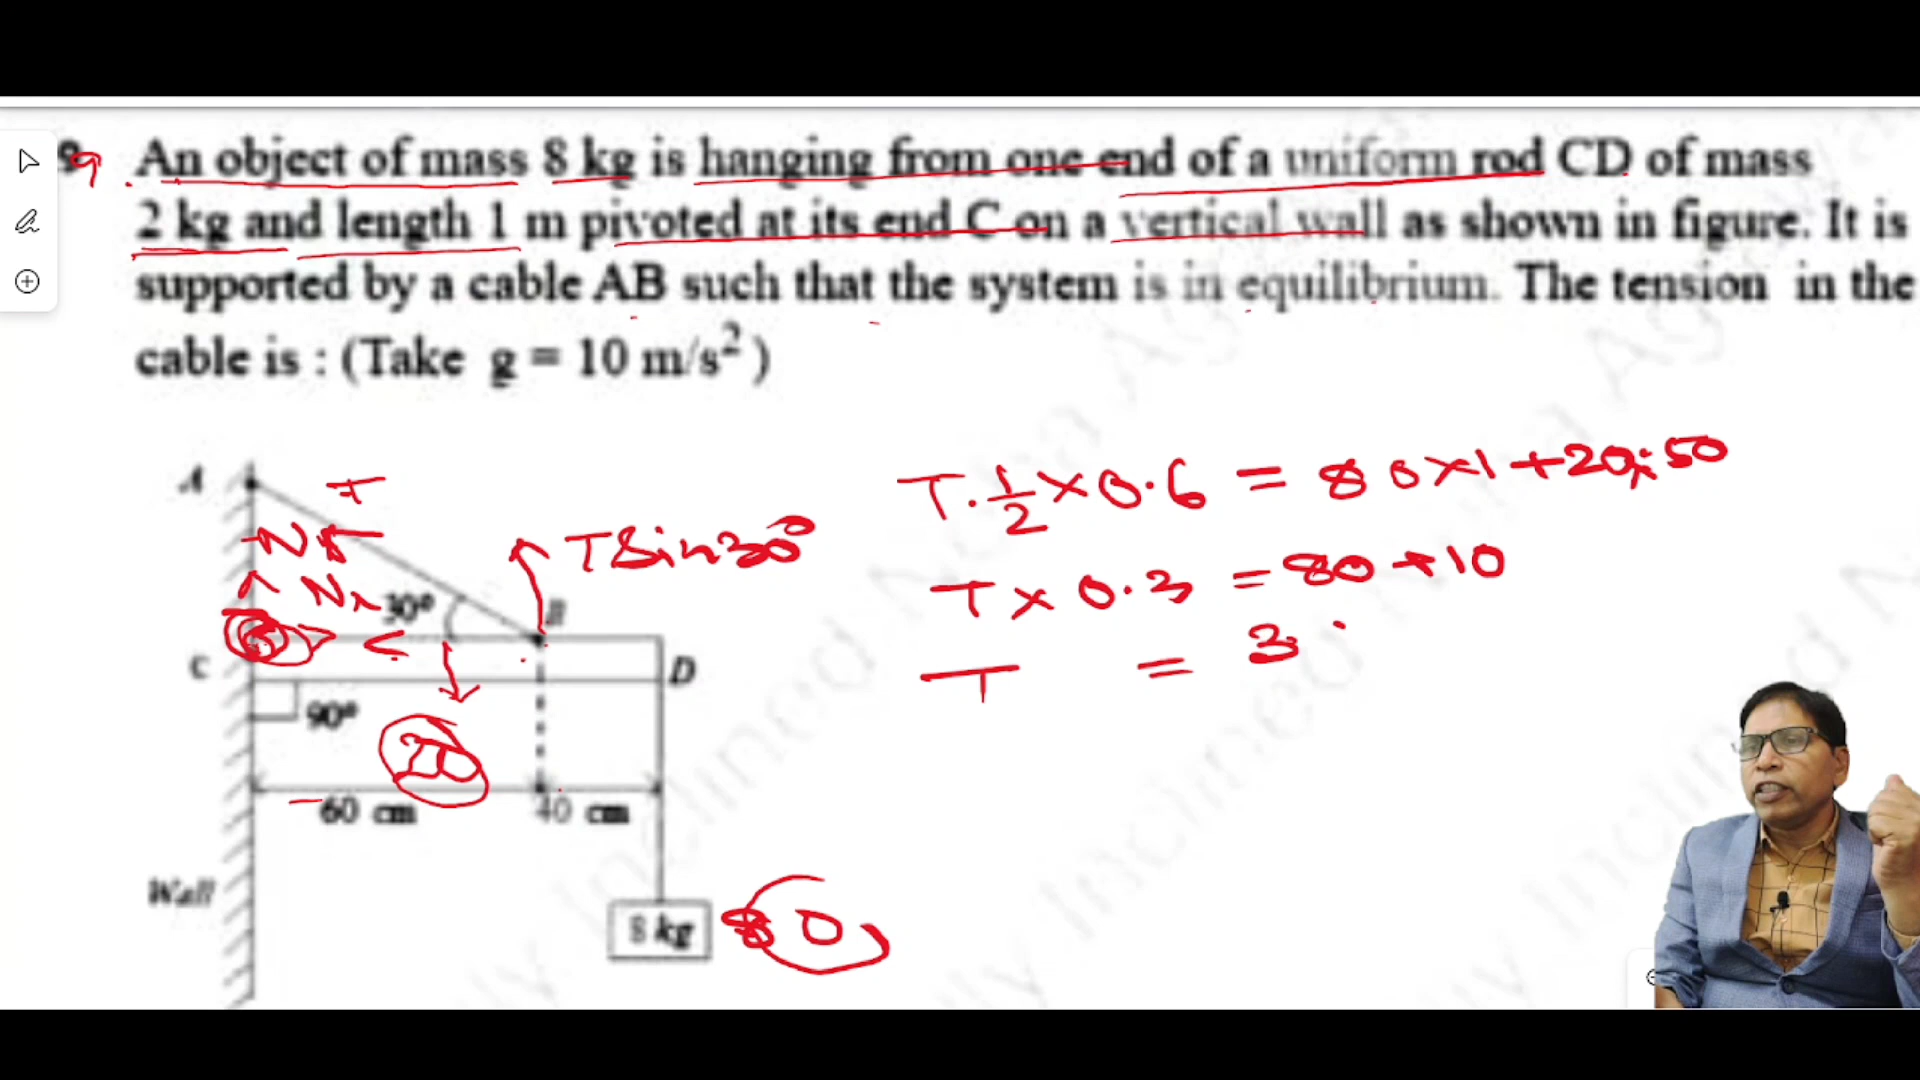 9. An object of mass 8 kg is hanging from one end of a uniform rod CD of mass
2 kg and length 1 m pivoted at its end C on a vertical wall as shown in figure. It is
supported by a cable AB such that the system is in equilibrium. The tension in the
cable is : (Take g = 10 m/s²)
A
T
N
T sin 30°
N
30°
B
C
D
90°
20
60 cm
40 cm
Wall
8 kg
80
T · 1/2 × 0.6 = 80×1 + 20×.50
T × 0.3 = 80 + 10
T = 3